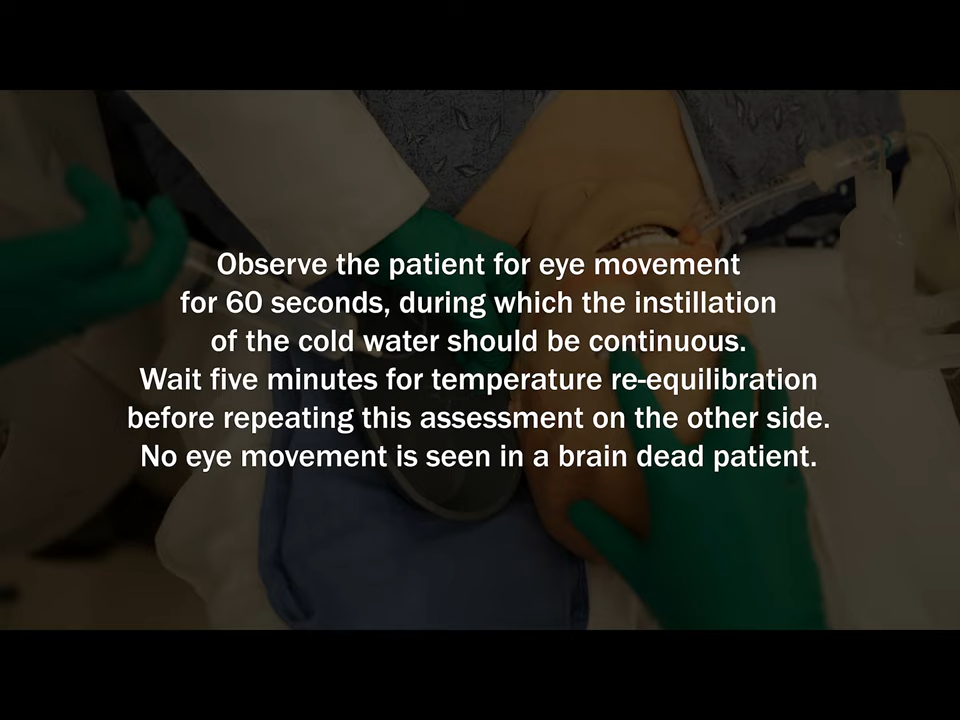 Observe the patient for eye movement
for 60 seconds, during which the instillation
of the cold water should be continuous.
Wait five minutes for temperature re-equilibration
before repeating this assessment on the other side.
No eye movement is seen in a brain dead patient.